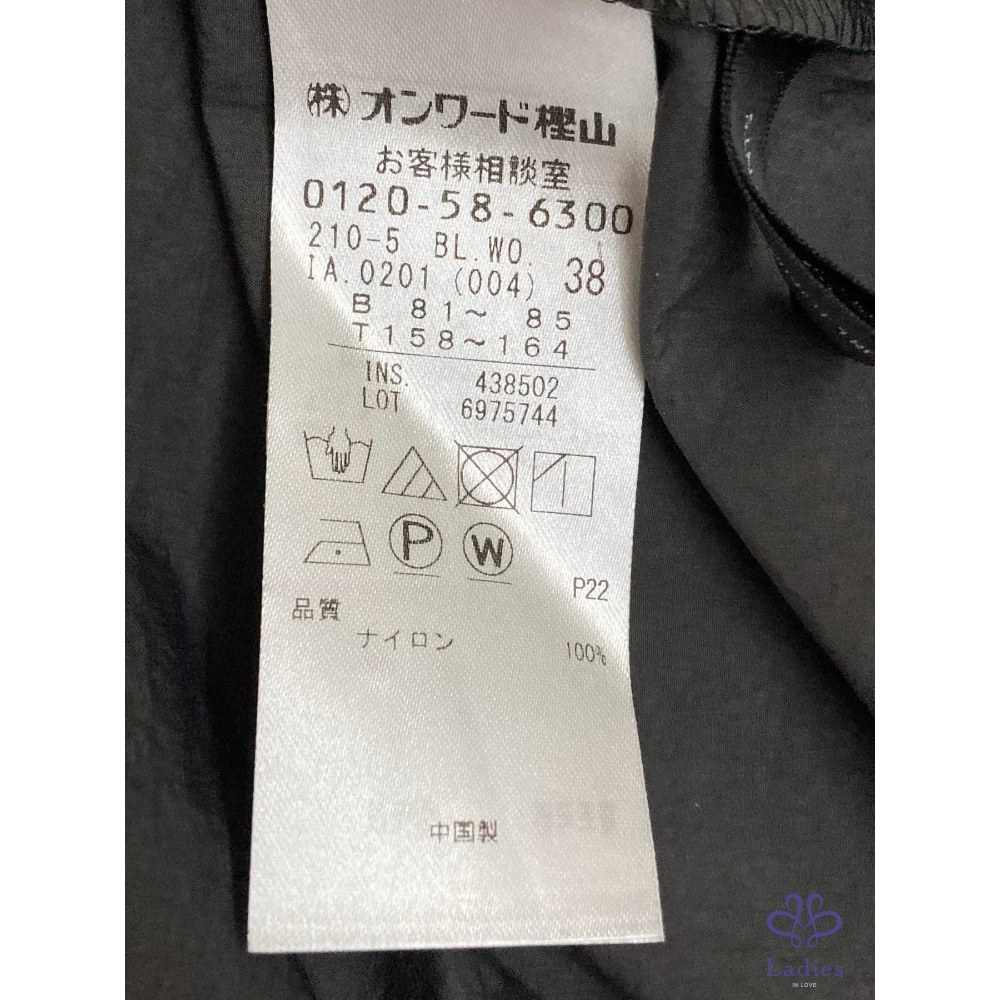 (株)オンワード樫山
お客様相談室
0120-58-6300
210-5 BL.WO.
IA.0201 (004) 38
B 81～ 85
T158～164
INS. 438502
LOT 6975744
P
W
P22
品質
ナイロン 100%
中国製
Ladies
IN LOVE